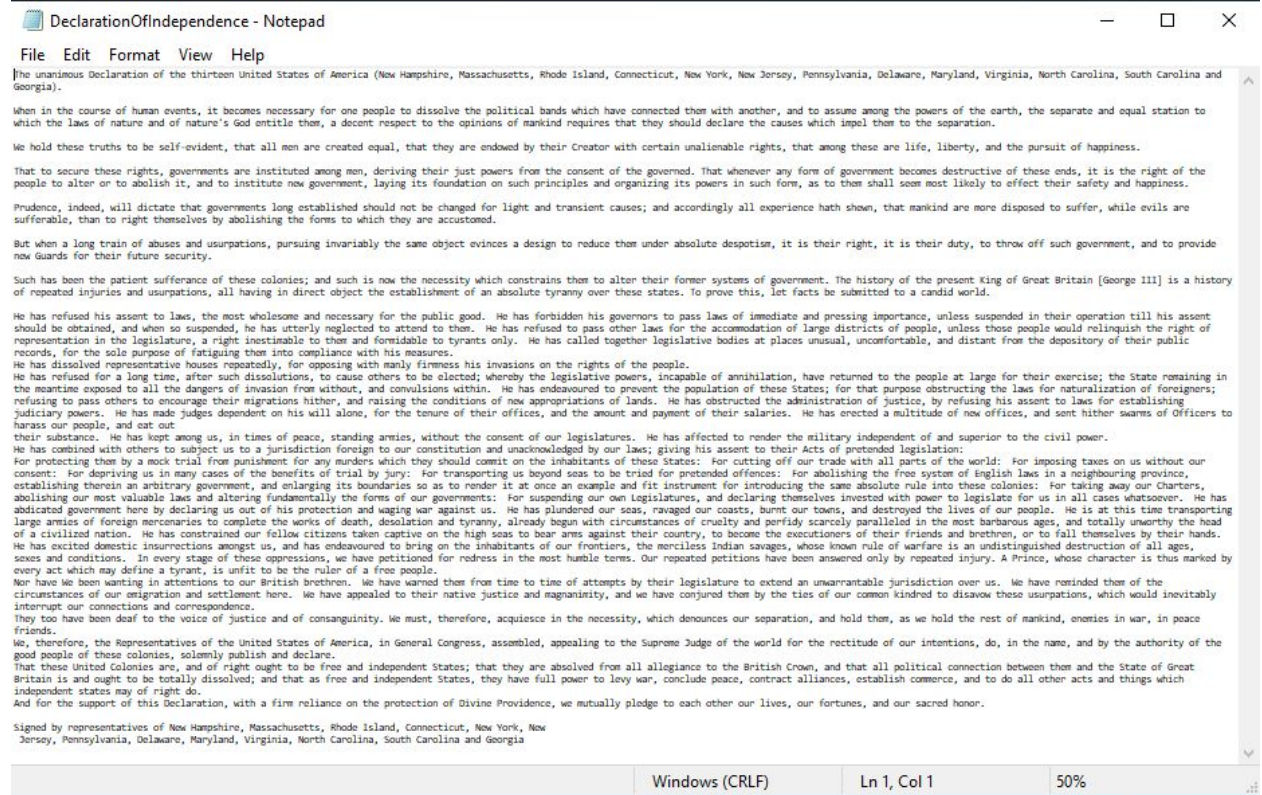 DeclarationOfIndependence - Notepad
File Edit Format View Help
The unanimous Declaration of the thirteen United States of America (New Hampshire, Massachusetts, Rhode Island, Connecticut, New York, New Jersey, Pennsylvania, Delaware, Maryland, Virginia, North Carolina, South Carolina and
Georgia).
When in the course of human events, it becomes necessary for one people to dissolve the political bands which have connected them with another, and to assume among the powers of the earth, the separate and equal station to
which the laws of nature and of nature's God entitle them, a decent respect to the opinions of mankind requires that they should declare the causes which impel them to the separation.
We hold these truths to be self-evident, that all men are created equal, that they are endowed by their Creator with certain unalienable rights, that among these are life, liberty, and the pursuit of happiness.
That to secure these rights, governments are instituted among men, deriving their just powers from the consent of the governed. That whenever any form of government becomes destructive of these ends, it is the right of the
people to alter or to abolish it, and to institute new government, laying its foundation on such principles and organizing its powers in such form, as to them shall seem most likely to effect their safety and happiness.
Prudence, indeed, will dictate that governments long established should not be changed for light and transient causes; and accordingly all experience hath shewn, that mankind are more disposed to suffer, while evils are
sufferable, than to right themselves by abolishing the forms to which they are accustomed.
But when a long train of abuses and usurpations, pursuing invariably the same object evinces a design to reduce them under absolute despotism, it is their right, it is their duty, to throw off such government, and to provide
new Guards for their future security.
Such has been the patient sufferance of these colonies; and such is now the necessity which constrains them to alter their former systems of government. The history of the present King of Great Britain [George III] is a history
of repeated injuries and usurpations, all having in direct object the establishment of an absolute tyranny over these states. To prove this, let facts be submitted to a candid world.
He has refused his assent to laws, the most wholesome and necessary for the public good.  He has forbidden his governors to pass laws of immediate and pressing importance, unless suspended in their operation till his assent
should be obtained, and when so suspended, he has utterly neglected to attend to them.  He has refused to pass other laws for the accommodation of large districts of people, unless those people would relinquish the right of
representation in the legislature, a right inestimable to them and formidable to tyrants only.  He has called together legislative bodies at places unusual, uncomfortable, and distant from the depository of their public
records, for the sole purpose of fatiguing them into compliance with his measures.
He has dissolved representative houses repeatedly, for opposing with manly firmness his invasions on the rights of the people.
He has refused for a long time, after such dissolutions, to cause others to be elected; whereby the legislative powers, incapable of annihilation, have returned to the people at large for their exercise; the State remaining in
the meantime exposed to all the dangers of invasion from without, and convulsions within.  He has endeavoured to prevent the population of these States; for that purpose obstructing the laws for naturalization of foreigners;
refusing to pass others to encourage their migrations hither, and raising the conditions of new appropriations of lands.  He has obstructed the administration of justice, by refusing his assent to laws for establishing
judiciary powers.  He has made judges dependent on his will alone, for the tenure of their offices, and the amount and payment of their salaries.  He has erected a multitude of new offices, and sent hither swarms of Officers to
harass our people, and eat out
their substance.  He has kept among us, in times of peace, standing armies, without the consent of our legislatures.  He has affected to render the military independent of and superior to the civil power.
He has combined with others to subject us to a jurisdiction foreign to our constitution and unacknowledged by our laws; giving his assent to their Acts of pretended legislation:
For protecting them by a mock trial from punishment for any murders which they should commit on the inhabitants of these States:  For cutting off our trade with all parts of the world:  For imposing taxes on us without our
consent:  For depriving us in many cases of the benefits of trial by jury:  For transporting us beyond seas to be tried for pretended offences:  For abolishing the free system of English laws in a neighbouring province,
establishing therein an arbitrary government, and enlarging its boundaries so as to render it at once an example and fit instrument for introducing the same absolute rule into these colonies:  For taking away our Charters,
abolishing our most valuable laws and altering fundamentally the forms of our governments:  For suspending our own Legislatures, and declaring themselves invested with power to legislate for us in all cases whatsoever.  He has
abdicated government here by declaring us out of his protection and waging war against us.  He has plundered our seas, ravaged our coasts, burnt our towns, and destroyed the lives of our people.  He is at this time transporting
large armies of foreign mercenaries to complete the works of death, desolation and tyranny, already begun with circumstances of cruelty and perfidy scarcely paralleled in the most barbarous ages, and totally unworthy the head
of a civilized nation.  He has constrained our fellow citizens taken captive on the high seas to bear arms against their country, to become the executioners of their friends and brethren, or to fall themselves by their hands.
He has excited domestic insurrections amongst us, and has endeavoured to bring on the inhabitants of our frontiers, the merciless Indian savages, whose known rule of warfare is an undistinguished destruction of all ages,
sexes and conditions.  In every stage of these oppressions, we have petitioned for redress in the most humble terms. Our repeated petitions have been answered only by repeated injury. A Prince, whose character is thus marked by
every act which may define a tyrant, is unfit to be the ruler of a free people.
Nor have We been wanting in attentions to our British brethren.  We have warned them from time to time of attempts by their legislature to extend an unwarrantable jurisdiction over us.  We have reminded them of the
circumstances of our emigration and settlement here.  We have appealed to their native justice and magnanimity, and we have conjured them by the ties of our common kindred to disavow these usurpations, which would inevitably
interrupt our connections and correspondence.
They too have been deaf to the voice of justice and of consanguinity. We must, therefore, acquiesce in the necessity, which denounces our separation, and hold them, as we hold the rest of mankind, enemies in war, in peace
friends.
We, therefore, the Representatives of the United States of America, in General Congress, assembled, appealing to the Supreme Judge of the world for the rectitude of our intentions, do, in the name, and by the authority of the
good people of these colonies, solemnly publish and declare.
That these United Colonies are, and of right ought to be free and independent States; that they are absolved from all allegiance to the British Crown, and that all political connection between them and the State of Great
Britain is and ought to be totally dissolved; and that as free and independent States, they have full power to levy war, conclude peace, contract alliances, establish commerce, and to do all other acts and things which
independent states may of right do.
And for the support of this Declaration, with a firm reliance on the protection of Divine Providence, we mutually pledge to each other our lives, our fortunes, and our sacred honor.
Signed by representatives of New Hampshire, Massachusetts, Rhode Island, Connecticut, New York, New
Jersey, Pennsylvania, Delaware, Maryland, Virginia, North Carolina, South Carolina and Georgia
Windows (CRLF) Ln 1, Col 1 50%